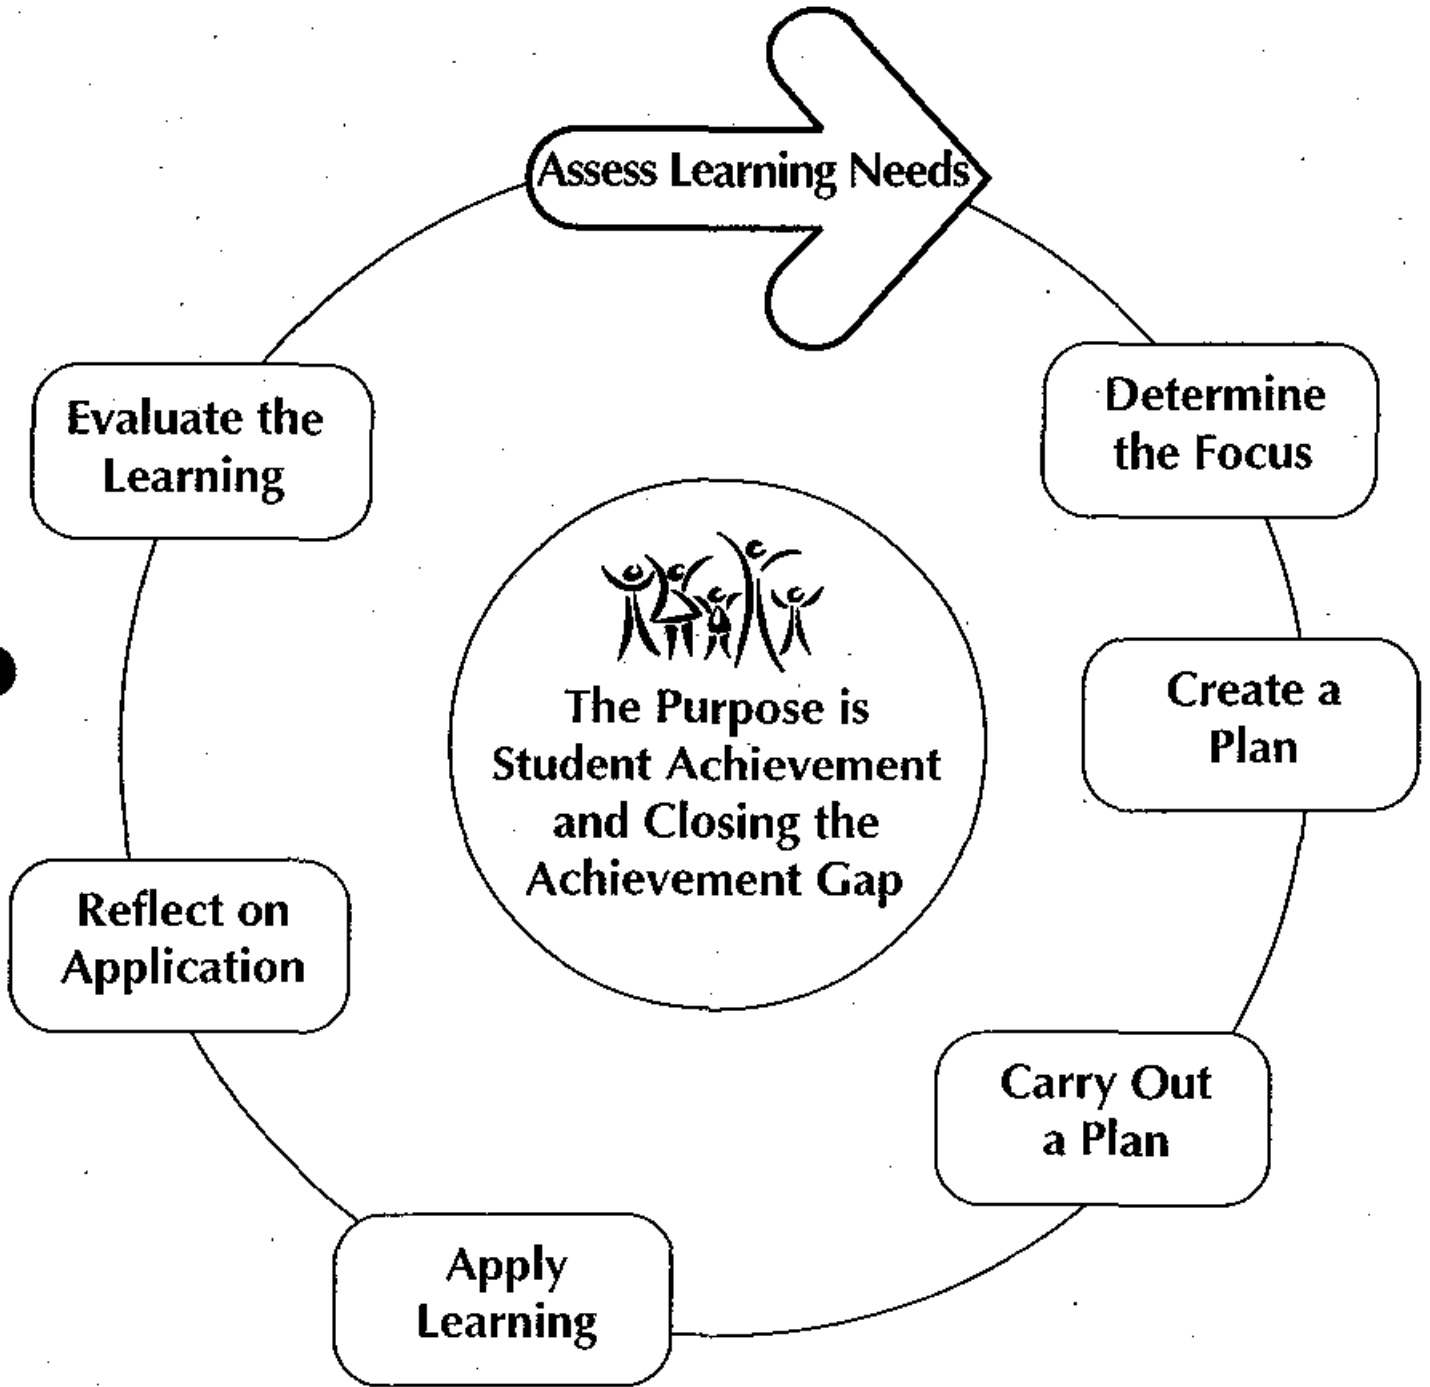 Assess Learning Needs
Determine
the Focus
Create a
Plan
Carry Out
a Plan
Apply
Learning
Reflect on
Application
Evaluate the
Learning
The Purpose is
Student Achievement
and Closing the
Achievement Gap